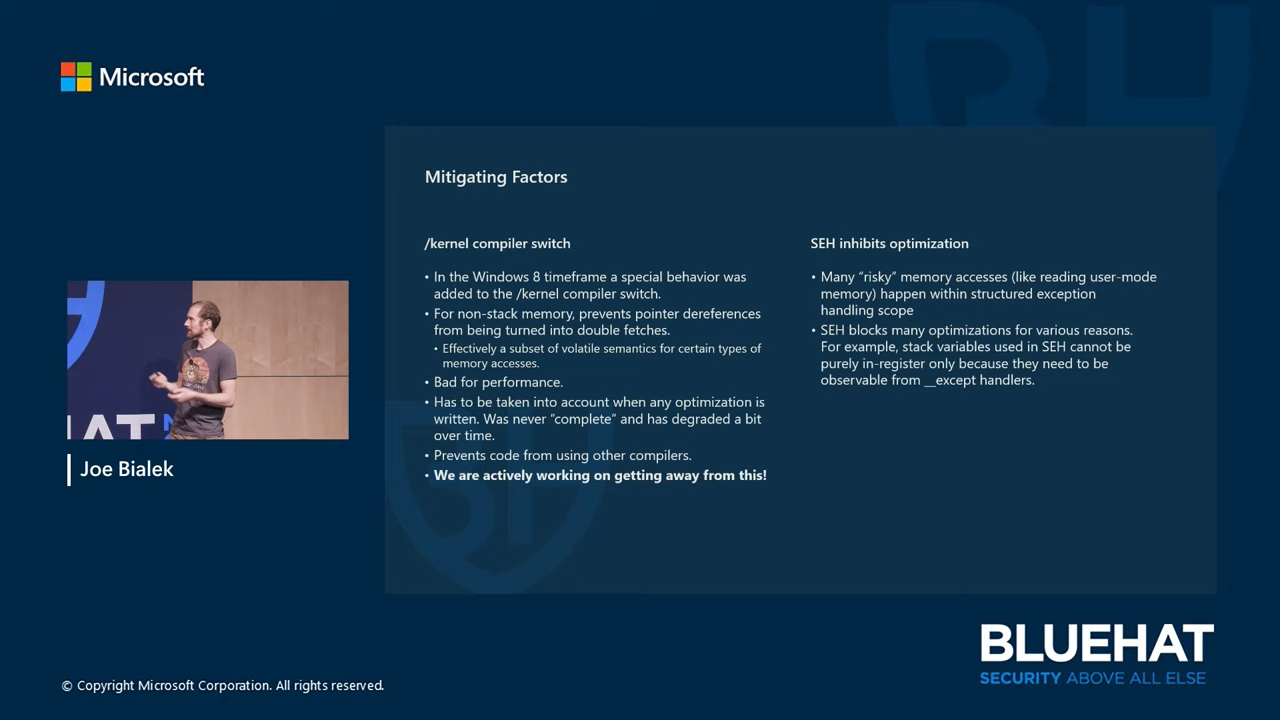 Microsoft
Mitigating Factors
/kernel compiler switch
• In the Windows 8 timeframe a special behavior was
added to the /kernel compiler switch.
• For non-stack memory, prevents pointer dereferences
from being turned into double fetches.
• Effectively a subset of volatile semantics for certain types of
memory accesses.
• Bad for performance.
• Has to be taken into account when any optimization is
written. Was never “complete” and has degraded a bit
over time.
• Prevents code from using other compilers.
• We are actively working on getting away from this!
SEH inhibits optimization
• Many “risky” memory accesses (like reading user-mode
memory) happen within structured exception
handling scope
• SEH blocks many optimizations for various reasons.
For example, stack variables used in SEH cannot be
purely in-register only because they need to be
observable from __except handlers.
Joe Bialek
BLUEHAT
SECURITY ABOVE ALL ELSE
© Copyright Microsoft Corporation. All rights reserved.